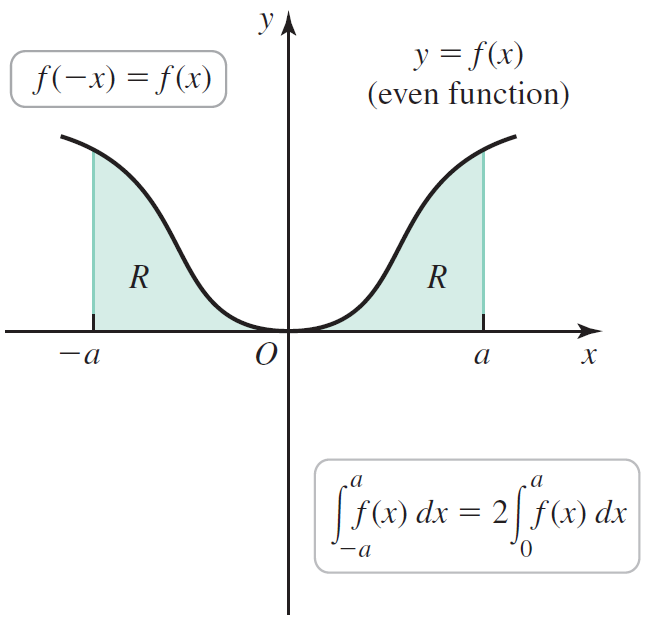 y
f(−x) = f(x)
y = f(x)
(even function)
R
R
−a
O
a
x
∫_{−a}^{a} f(x) dx = 2∫_{0}^{a} f(x) dx